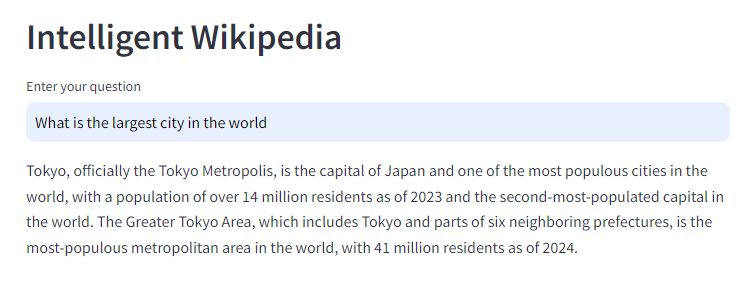 Intelligent Wikipedia
Enter your question
What is the largest city in the world
Tokyo, officially the Tokyo Metropolis, is the capital of Japan and one of the most populous cities in the
world, with a population of over 14 million residents as of 2023 and the second-most-populated capital in
the world. The Greater Tokyo Area, which includes Tokyo and parts of six neighboring prefectures, is the
most-populous metropolitan area in the world, with 41 million residents as of 2024.